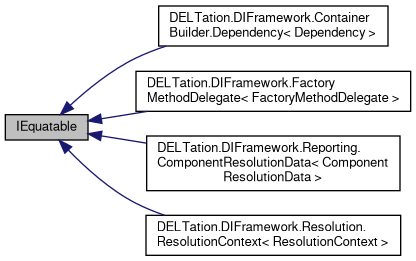 IEquatable
DELTation.DIFramework.Container
Builder.Dependency< Dependency >
DELTation.DIFramework.Factory
MethodDelegate< FactoryMethodDelegate >
DELTation.DIFramework.Reporting.
ComponentResolutionData< Component
ResolutionData >
DELTation.DIFramework.Resolution.
ResolutionContext< ResolutionContext >